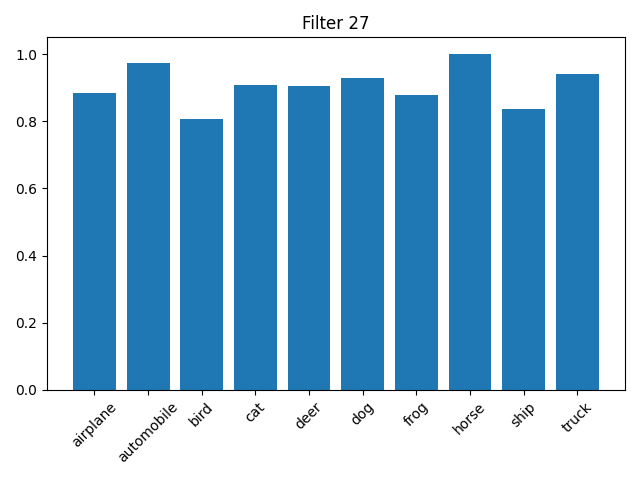 Filter 27
1.0
0.8
0.6
0.4
0.2
0.0
airplane
automobile
bird
cat
deer
dog
frog
horse
ship
truck